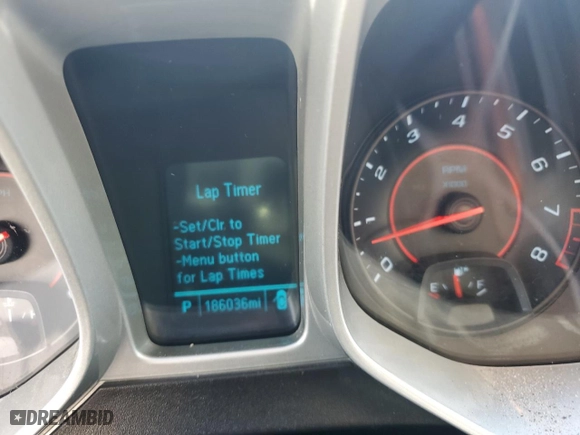 Lap Timer
-Set/Clr. to
Start/Stop Timer
-Menu button
for Lap Times
P 186036mi
0 1 2 3 4 5 6 7 8
RPM
E F
DREAMBID